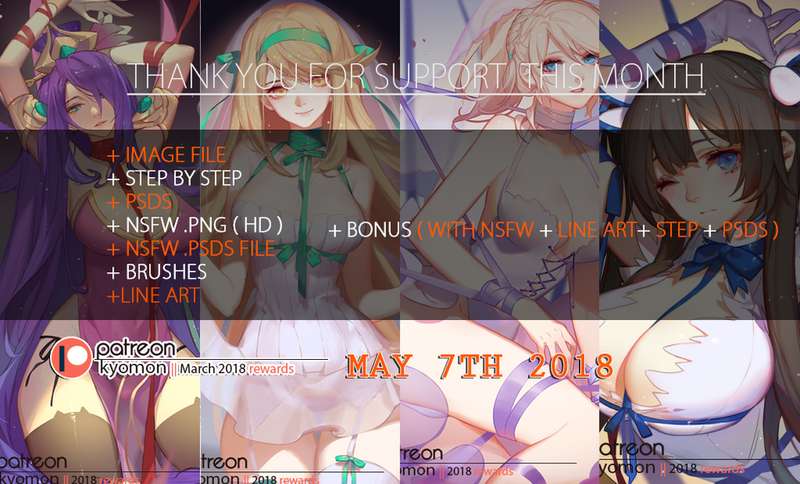 THANK YOU FOR SUPPORT THIS MONTH
+ IMAGE FILE
+ STEP BY STEP
+ PSDS
+ NSFW .PNG ( HD )
+ NSFW .PSDS FILE
+ BRUSHES
+LINE ART
+ BONUS ( WITH NSFW + LINE ART+ STEP + PSDS )
patreon
kyomon || March 2018 rewards
MAY 7TH 2018
patreon
kyomon || 2018 rewards
patreon
kyomon || 2018 rewards
patreon
kyomon || 2018 rewards
patreon
kyomon || 2018 rewards